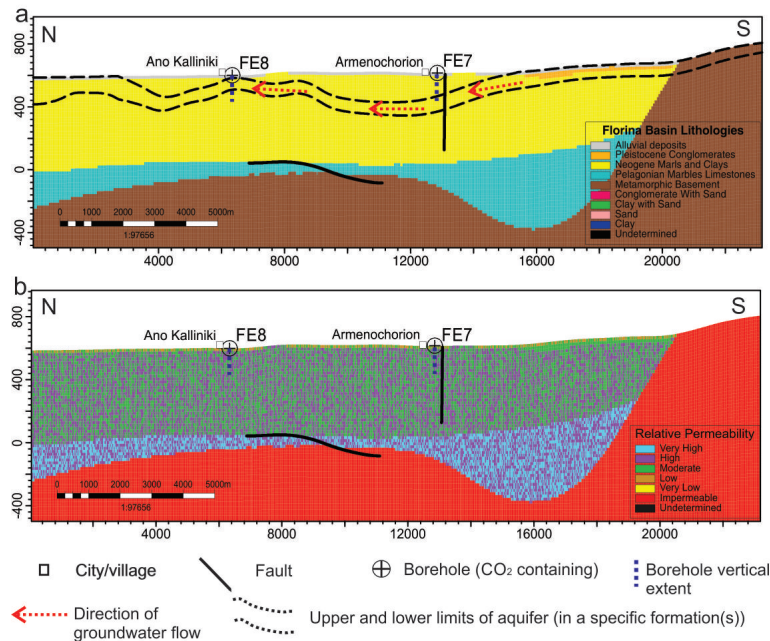 a
N
S
Ano Kalliniki
FE8
Armenochorion
FE7
800
400
0
-400
Florina Basin Lithologies
Alluvial deposits
Pleistocene Conglomerates
Neogene Marls and Clays
Pelagonian Marbles Limestones
Metamorphic Basement
Conglomerate With Sand
Clay with Sand
Sand
Clay
Undetermined
0 1000 2000 3000 4000 5000m
1:97656
4000 8000 12000 16000 20000
b
N
S
Ano Kalliniki
FE8
Armenochorion
FE7
800
400
0
-400
Relative Permeability
Very High
High
Moderate
Low
Very Low
Impermeable
Undetermined
0 1000 2000 3000 4000 5000m
1:97656
4000 8000 12000 16000 20000
City/village
Fault
Borehole (CO₂ containing)
Borehole vertical
extent
Direction of
groundwater flow
Upper and lower limits of aquifer (in a specific formation(s))